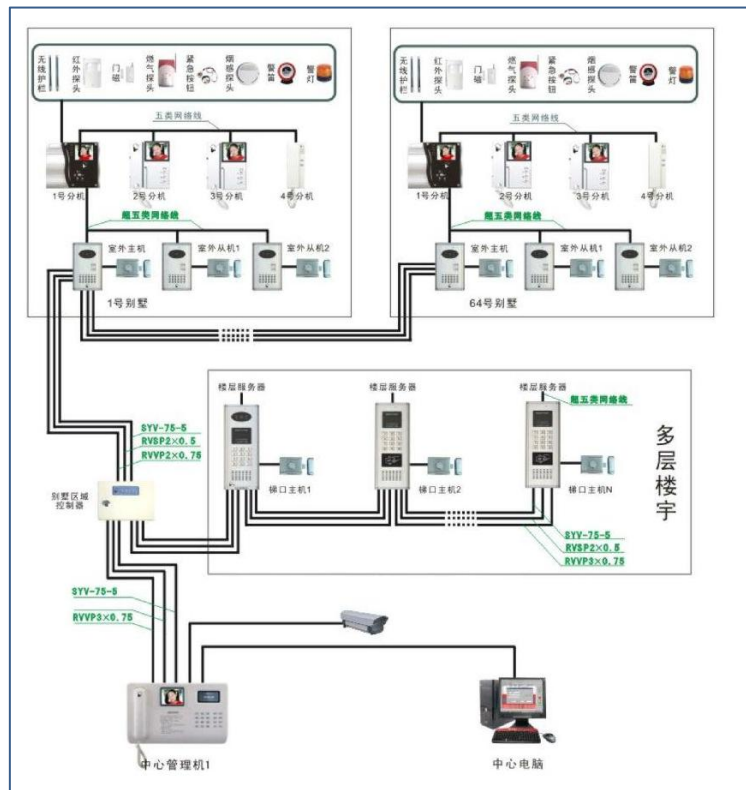 无线护栏
红外探头
门磁
燃气探头
紧急按钮
烟感探头
警笛
警灯
五类网络线
1号分机
2号分机
3号分机
4号分机
超五类网络线
室外主机
室外从机1
室外从机2
1号别墅
无线护栏
红外探头
门磁
燃气探头
紧急按钮
烟感探头
警笛
警灯
五类网络线
1号分机
2号分机
3号分机
4号分机
超五类网络线
室外主机
室外从机1
室外从机2
64号别墅
楼层服务器
楼层服务器
楼层服务器
超五类网络线
多层楼宇
梯口主机1
梯口主机2
梯口主机N
SYV-75-5
RVSP2×0.5
RVVP3×0.75
SYV-75-5
RVSP2×0.5
RVVP2×0.75
别墅区域
控制器
SYV-75-5
RVVP3×0.75
中心管理机1
中心电脑